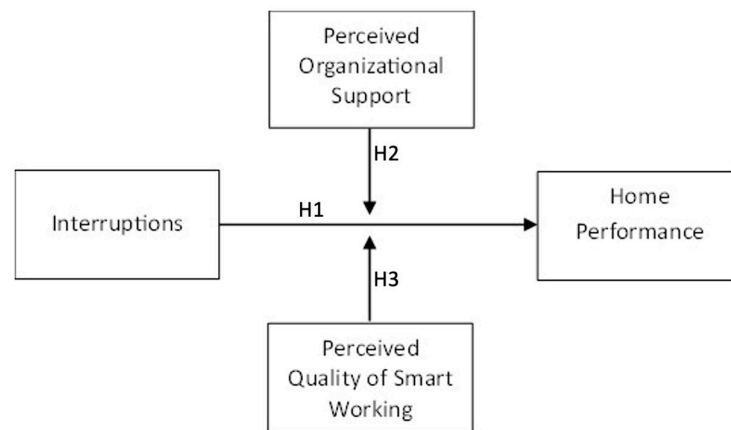 Perceived
Organizational
Support
H2
Interruptions
H1
Home
Performance
H3
Perceived
Quality of Smart
Working